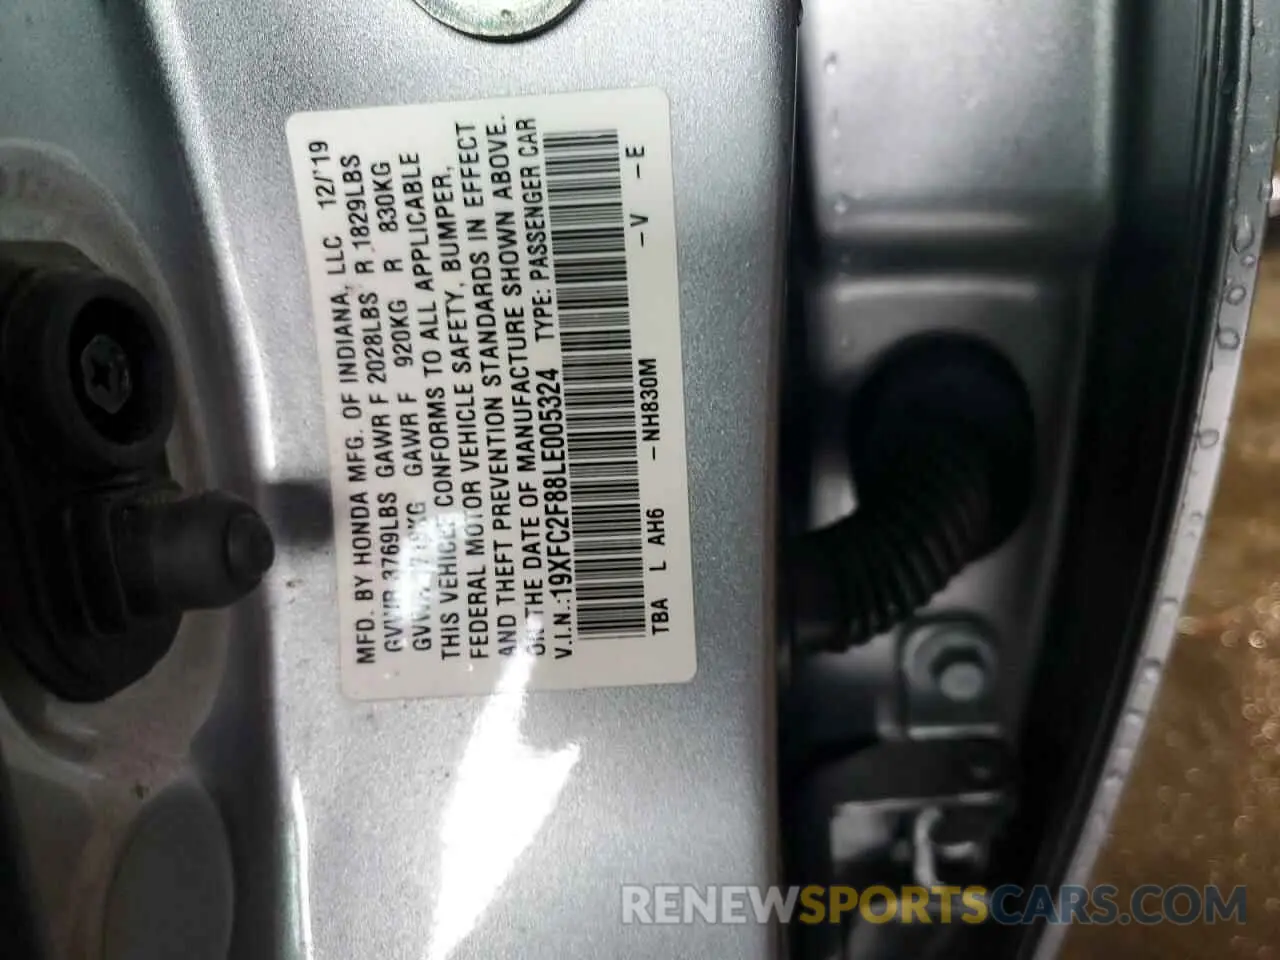 MFD. BY HONDA MFG. OF INDIANA, LLC 12/'19
GVWR 3769LBS GAWR F 2028LBS R 1829LBS
GAWR F 920KG R 830KG
THIS VEHICLE CONFORMS TO ALL APPLICABLE
FEDERAL MOTOR VEHICLE SAFETY, BUMPER,
AND THEFT PREVENTION STANDARDS IN EFFECT
ON THE DATE OF MANUFACTURE SHOWN ABOVE.
V.I.N.:19XFC2F88LE005324 TYPE: PASSENGER CAR
TBA L AH6 -NH830M -V -E
RENEWSPORTSCARS.COM